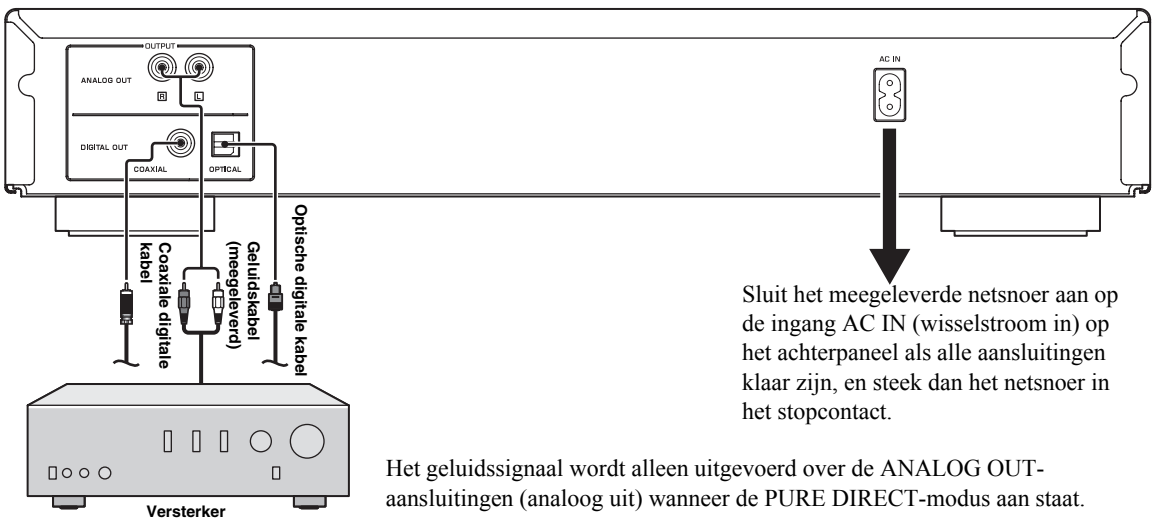 OUTPUT
ANALOG OUT
R L
DIGITAL OUT
COAXIAL OPTICAL
AC IN
Coaxiale digitale
kabel
Geluidskabel
(meegeleverd)
Optische digitale kabel
Versterker
Sluit het meegeleverde netsnoer aan op
de ingang AC IN (wisselstroom in) op
het achterpaneel als alle aansluitingen
klaar zijn, en steek dan het netsnoer in
het stopcontact.
Het geluidssignaal wordt alleen uitgevoerd over de ANALOG OUT-
aansluitingen (analoog uit) wanneer de PURE DIRECT-modus aan staat.